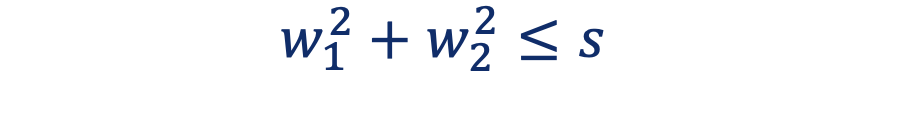 w₁² + w₂² ≤ s